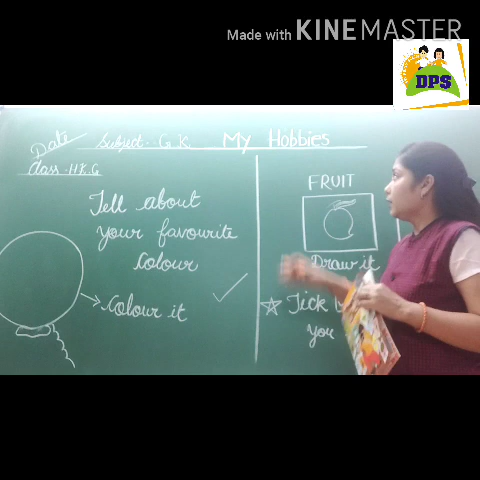 Made with KINEMASTER
DPS
Date
Subject - G.K. My Hobbies
Class - H.K.G
Tell about
your favourite
Colour
Colour it
FRUIT
Draw it
Tick
You